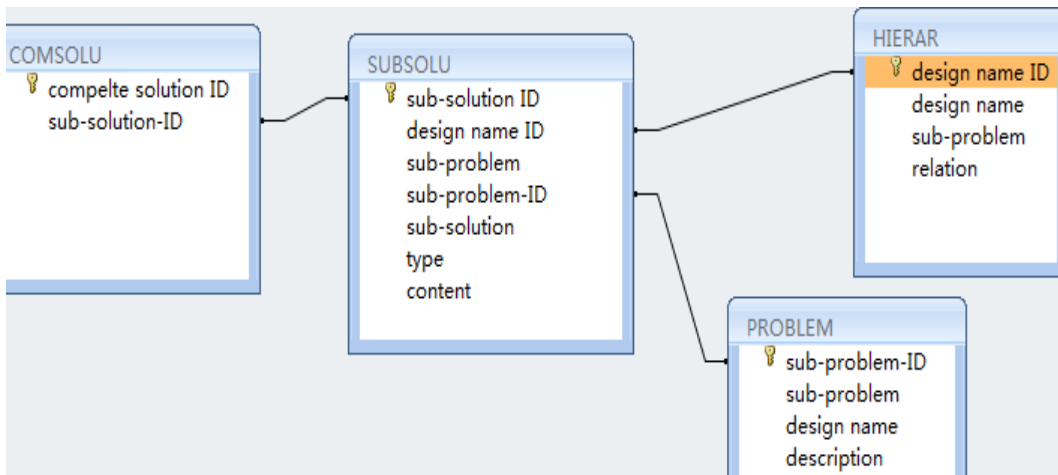 COMSOLU
compelte solution ID
sub-solution-ID
SUBSOLU
sub-solution ID
design name ID
sub-problem
sub-problem-ID
sub-solution
type
content
HIERAR
design name ID
design name
sub-problem
relation
PROBLEM
sub-problem-ID
sub-problem
design name
description